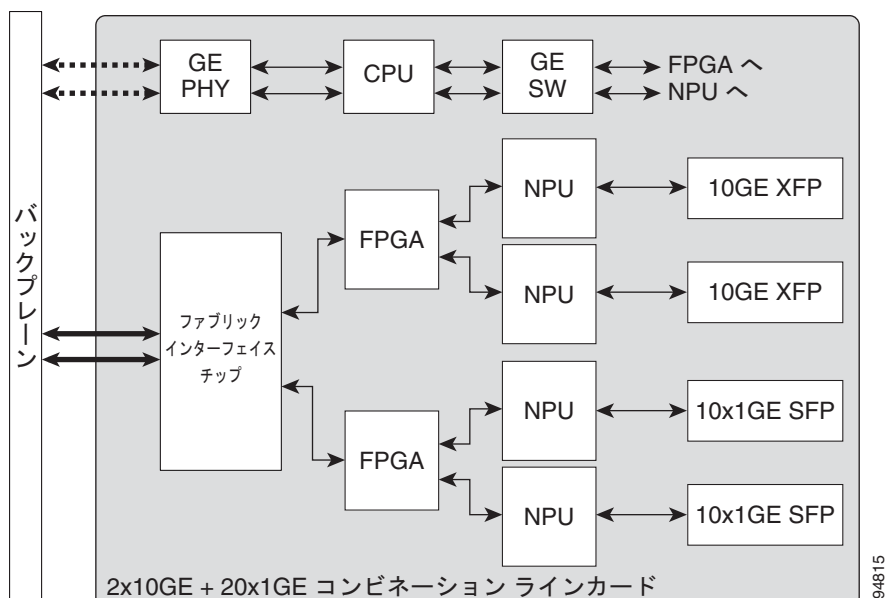 GE
PHY
CPU
GE
SW
FPGA へ
NPU へ
バックプレーン
ファブリック
インターフェイス
チップ
FPGA
NPU
10GE XFP
NPU
10GE XFP
FPGA
NPU
10x1GE SFP
NPU
10x1GE SFP
2x10GE + 20x1GE コンビネーション ラインカード
94815